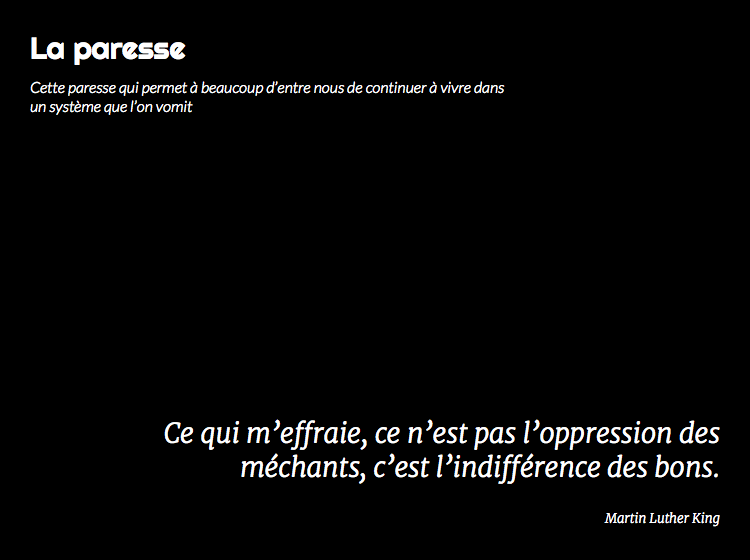 La paresse
Cette paresse qui permet à beaucoup d’entre nous de continuer à vivre dans
un système que l’on vomit
Ce qui m’effraie, ce n’est pas l’oppression des
méchants, c’est l’indifférence des bons.
Martin Luther King